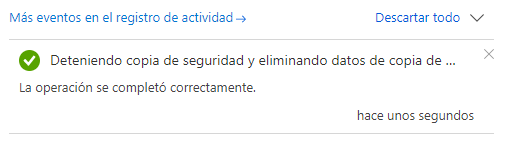 Más eventos en el registro de actividad → Descartar todo
Deteniendo copia de seguridad y eliminando datos de copia de ...
La operación se completó correctamente.
hace unos segundos